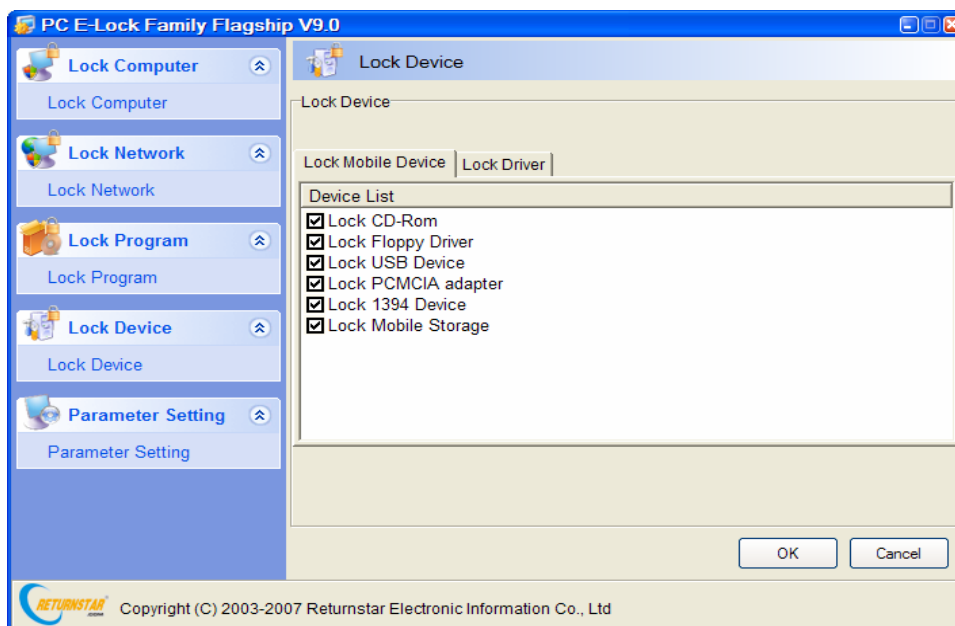 PC E-Lock Family Flagship V9.0
Lock Computer
Lock Computer
Lock Network
Lock Network
Lock Program
Lock Program
Lock Device
Lock Device
Parameter Setting
Parameter Setting
Lock Device
Lock Device
Lock Mobile Device
Lock Driver
Device List
Lock CD-Rom
Lock Floppy Driver
Lock USB Device
Lock PCMCIA adapter
Lock 1394 Device
Lock Mobile Storage
OK
Cancel
RETURNSTAR
.COM
Copyright (C) 2003-2007 Returnstar Electronic Information Co., Ltd